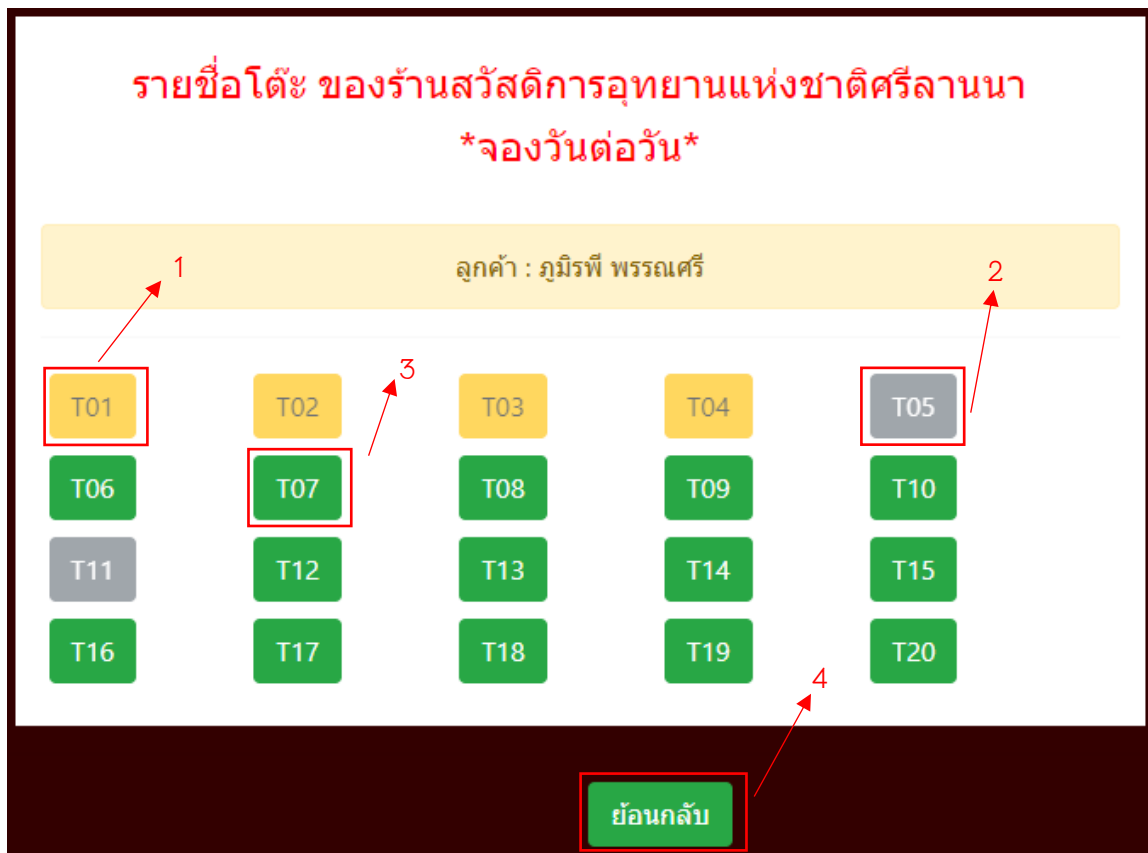 รายชื่อโต๊ะ ของร้านสวัสดิการอุทยานแห่งชาติศรีลานนา
*จองวันต่อวัน*
ลูกค้า : ภูมิรพี พรรณศรี
1
2
3
T01 T02 T03 T04 T05
T06 T07 T08 T09 T10
T11 T12 T13 T14 T15
T16 T17 T18 T19 T20
4
ย้อนกลับ